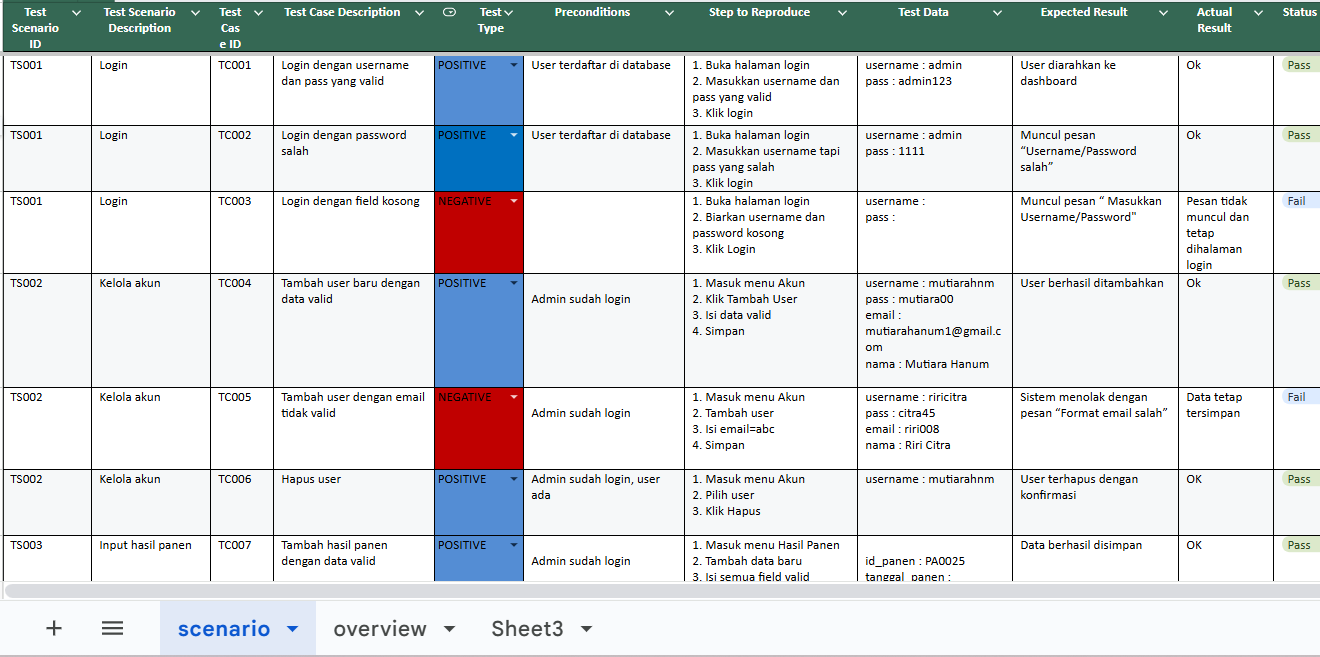 Test Scenario ID
Test Scenario Description
Test Cas e ID
Test Case Description
Test Type
Preconditions
Step to Reproduce
Test Data
Expected Result
Actual Result
Status
TS001
Login
TC001
Login dengan username
dan pass yang valid
POSITIVE
User terdaftar di database
1. Buka halaman login
2. Masukkan username dan
pass yang valid
3. Klik login
username : admin
pass : admin123
User diarahkan ke
dashboard
Ok
Pass
TS001
Login
TC002
Login dengan password
salah
POSITIVE
User terdaftar di database
1. Buka halaman login
2. Masukkan username tapi
pass yang salah
3. Klik login
username : admin
pass : 1111
Muncul pesan
“Username/Password
salah”
Ok
Pass
TS001
Login
TC003
Login dengan field kosong
NEGATIVE
1. Buka halaman login
2. Biarkan username dan
password kosong
3. Klik Login
username :
pass :
Muncul pesan “ Masukkan
Username/Password"
Pesan tidak
muncul dan
tetap
dihalaman
login
Fail
TS002
Kelola akun
TC004
Tambah user baru dengan
data valid
POSITIVE
Admin sudah login
1. Masuk menu Akun
2. Klik Tambah User
3. Isi data valid
4. Simpan
username : mutiarahnm
pass : mutiara00
email :
mutiarahanum1@gmail.c
om
nama : Mutiara Hanum
User berhasil ditambahkan
Ok
Pass
TS002
Kelola akun
TC005
Tambah user dengan email
tidak valid
NEGATIVE
Admin sudah login
1. Masuk menu Akun
2. Tambah user
3. Isi email=abc
4. Simpan
username : riricitra
pass : citra45
email : riri008
nama : Riri Citra
Sistem menolak dengan
pesan “Format email salah”
Data tetap
tersimpan
Fail
TS002
Kelola akun
TC006
Hapus user
POSITIVE
Admin sudah login, user
ada
1. Masuk menu Akun
2. Pilih user
3. Klik Hapus
username : mutiarahnm
User terhapus dengan
konfirmasi
OK
Pass
TS003
Input hasil panen
TC007
Tambah hasil panen
dengan data valid
POSITIVE
Admin sudah login
1. Masuk menu Hasil Panen
2. Tambah data baru
3. Isi semua field valid
id_panen : PA0025
tanggal_panen :
Data berhasil disimpan
OK
Pass
scenario
overview
Sheet3